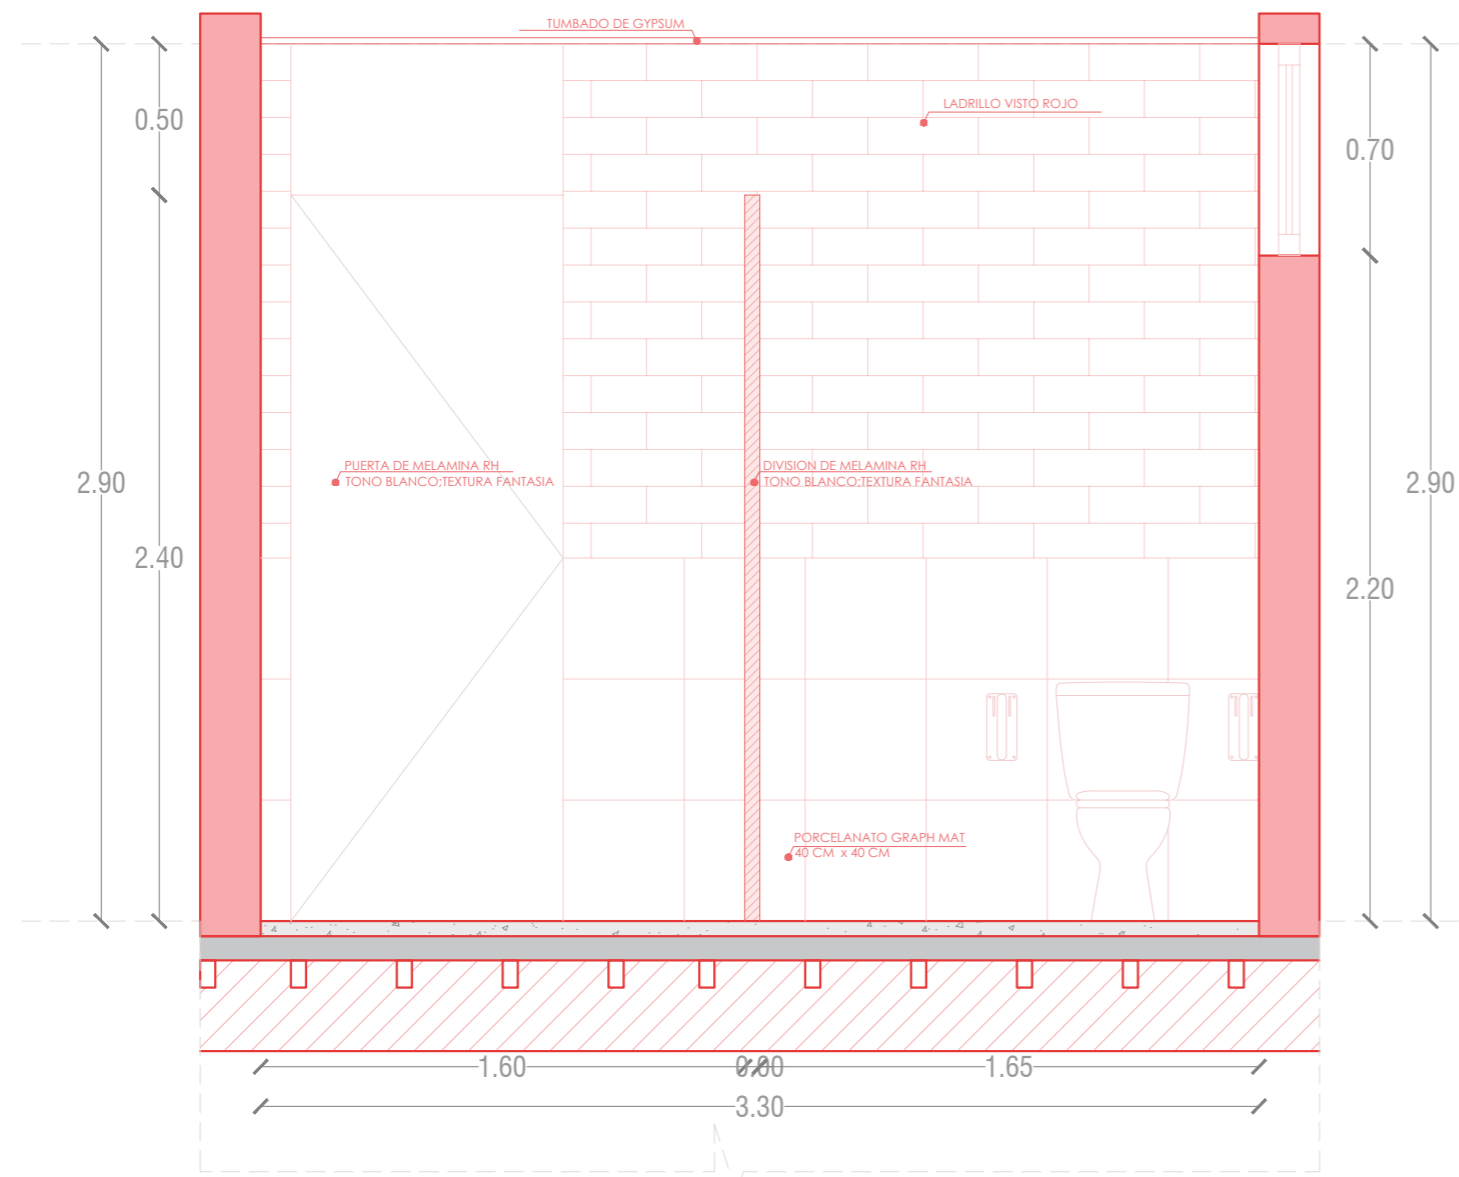 TUMBADO DE GYPSUM
LADRILLO VISTO ROJO
0.50
0.70
PUERTA DE MELAMINA RH
TONO BLANCO;TEXTURA FANTASIA
DIVISION DE MELAMINA RH
TONO BLANCO;TEXTURA FANTASIA
2.90
2.90
2.40
2.20
PORCELANATO GRAPH MAT
40 CM x 40 CM
1.60
1.65
3.30